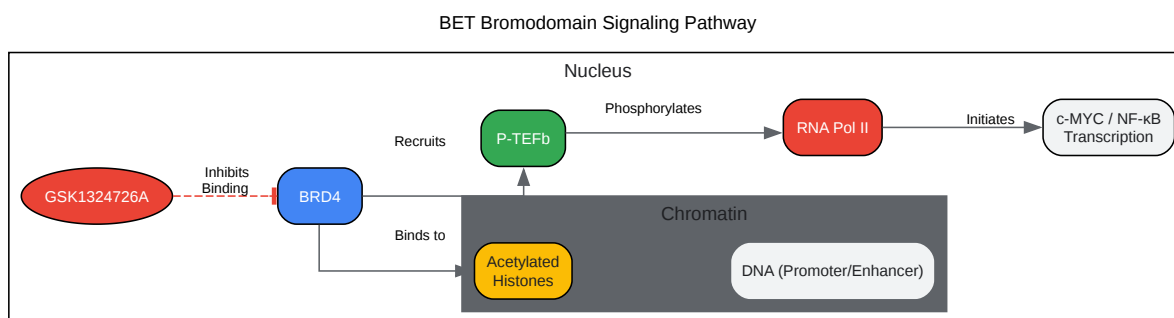 BET Bromodomain Signaling Pathway
Nucleus
Phosphorylates
Recruits
P-TEFb
RNA Pol II
Initiates
c-MYC / NF-κB
Transcription
Inhibits
Binding
GSK1324726A
BRD4
Chromatin
Binds to
Acetylated
Histones
DNA (Promoter/Enhancer)